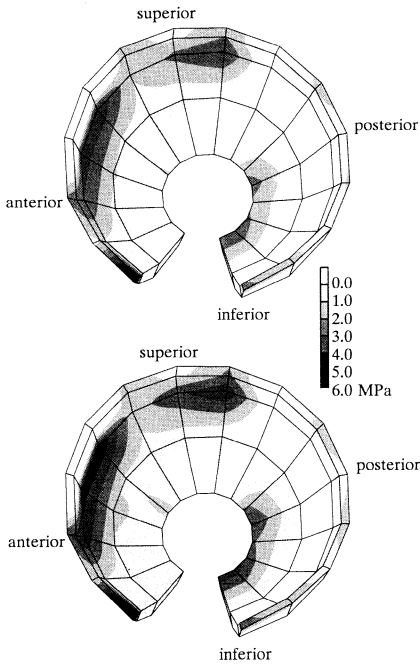 superior
posterior
anterior
inferior
0.0
1.0
2.0
3.0
4.0
5.0
6.0 MPa
superior
posterior
anterior
inferior